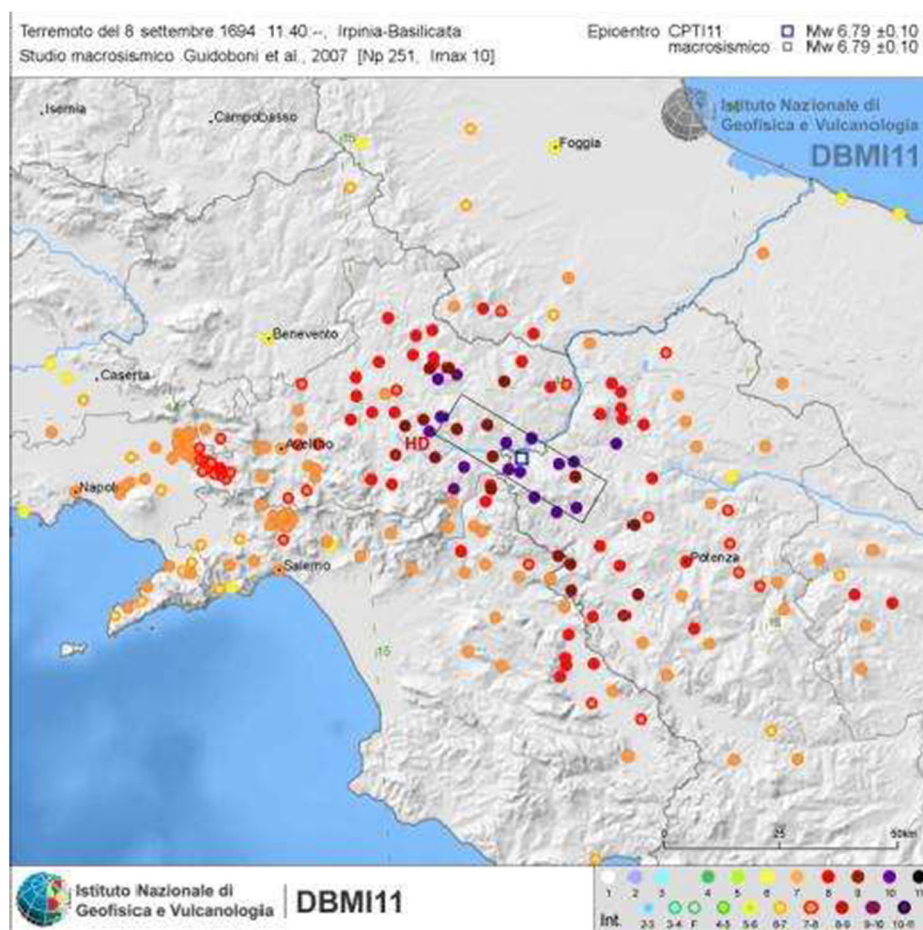 Terremoto del 8 settembre 1694 11:40 --, Irpinia-Basilicata
Studio macrosismico Guidoboni et al., 2007 [Np 251, Imax 10]
Epicentro CPTI11 Mw 6.79 ±0.10
macrosismico Mw 6.79 ±0.10
Istituto Nazionale di
Geofisica e Vulcanologia
DBMI11
Isernia
Campobasso
Foggia
Benevento
Caserta
Avellino
HD
Napoli
Salerno
Potenza
15
16
0 25 50km
Istituto Nazionale di
Geofisica e Vulcanologia
DBMI11
1 2 3 4 5 6 7 8 9 10 11
Int. 2-3 3-4 F 4-5 5-6 6-7 7-8 8-9 9-10 10-11